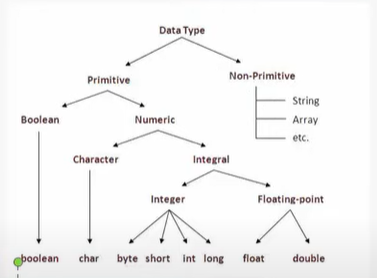 Data Type
Primitive
Non-Primitive
String
Array
etc.
Boolean
Numeric
Character
Integral
Integer
Floating-point
boolean
char
byte
short
int
long
float
double